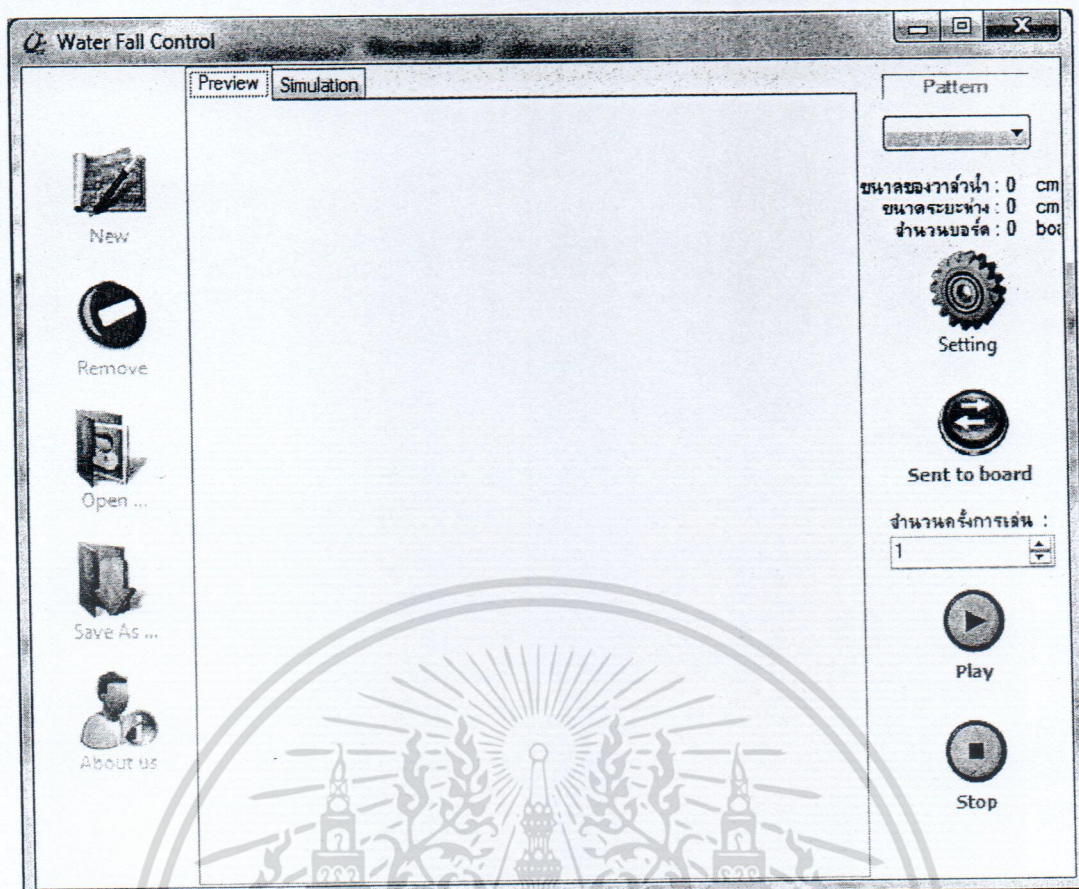 Water Fall Control
Preview
Simulation
New
Remove
Open ...
Save As ...
About us
Pattern
ขนาดของวาล์วน้ำ : 0 cm
ขนาดระยะห่าง : 0 cm
จำนวนบอร์ด : 0 boa
Setting
Sent to board
จำนวนครั้งการเล่น :
1
Play
Stop